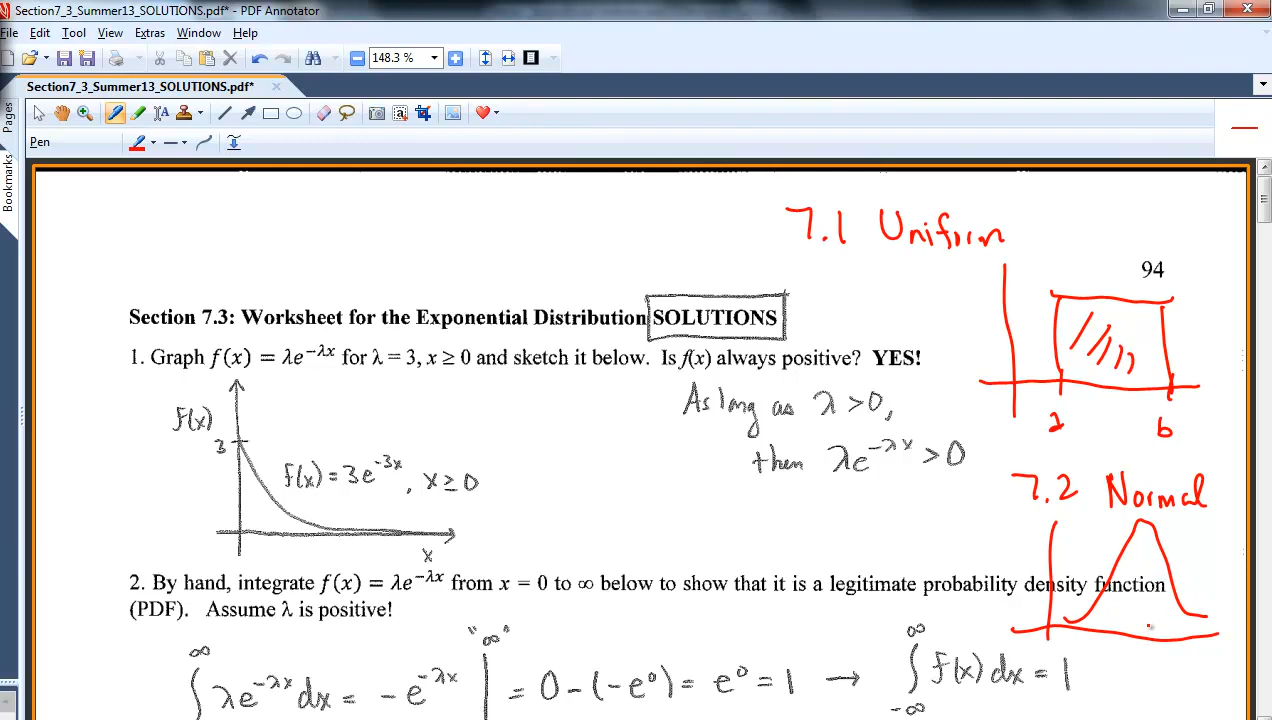 Section7_3_Summer13_SOLUTIONS.pdf* - PDF Annotator
File Edit Tool View Extras Window Help
148.3 %
Section7_3_Summer13_SOLUTIONS.pdf*
Pen
Pages
Bookmarks
7.1 Uniform
94
a b
Section 7.3: Worksheet for the Exponential Distribution SOLUTIONS
1. Graph f(x) = λe^{−λx} for λ = 3, x ≥ 0 and sketch it below. Is f(x) always positive? YES!
f(x)
3
f(x) = 3e^{-3x}, x ≥ 0
x
As long as λ > 0,
then λe^{-λx} > 0
7.2 Normal
2. By hand, integrate f(x) = λe^{−λx} from x = 0 to ∞ below to show that it is a legitimate probability density function
(PDF). Assume λ is positive!
∞ "∞" ∞
∫ λe^{-λx} dx = -e^{-λx} | = 0 - (-e^0) = e^0 = 1 → ∫ f(x) dx = 1
-∞